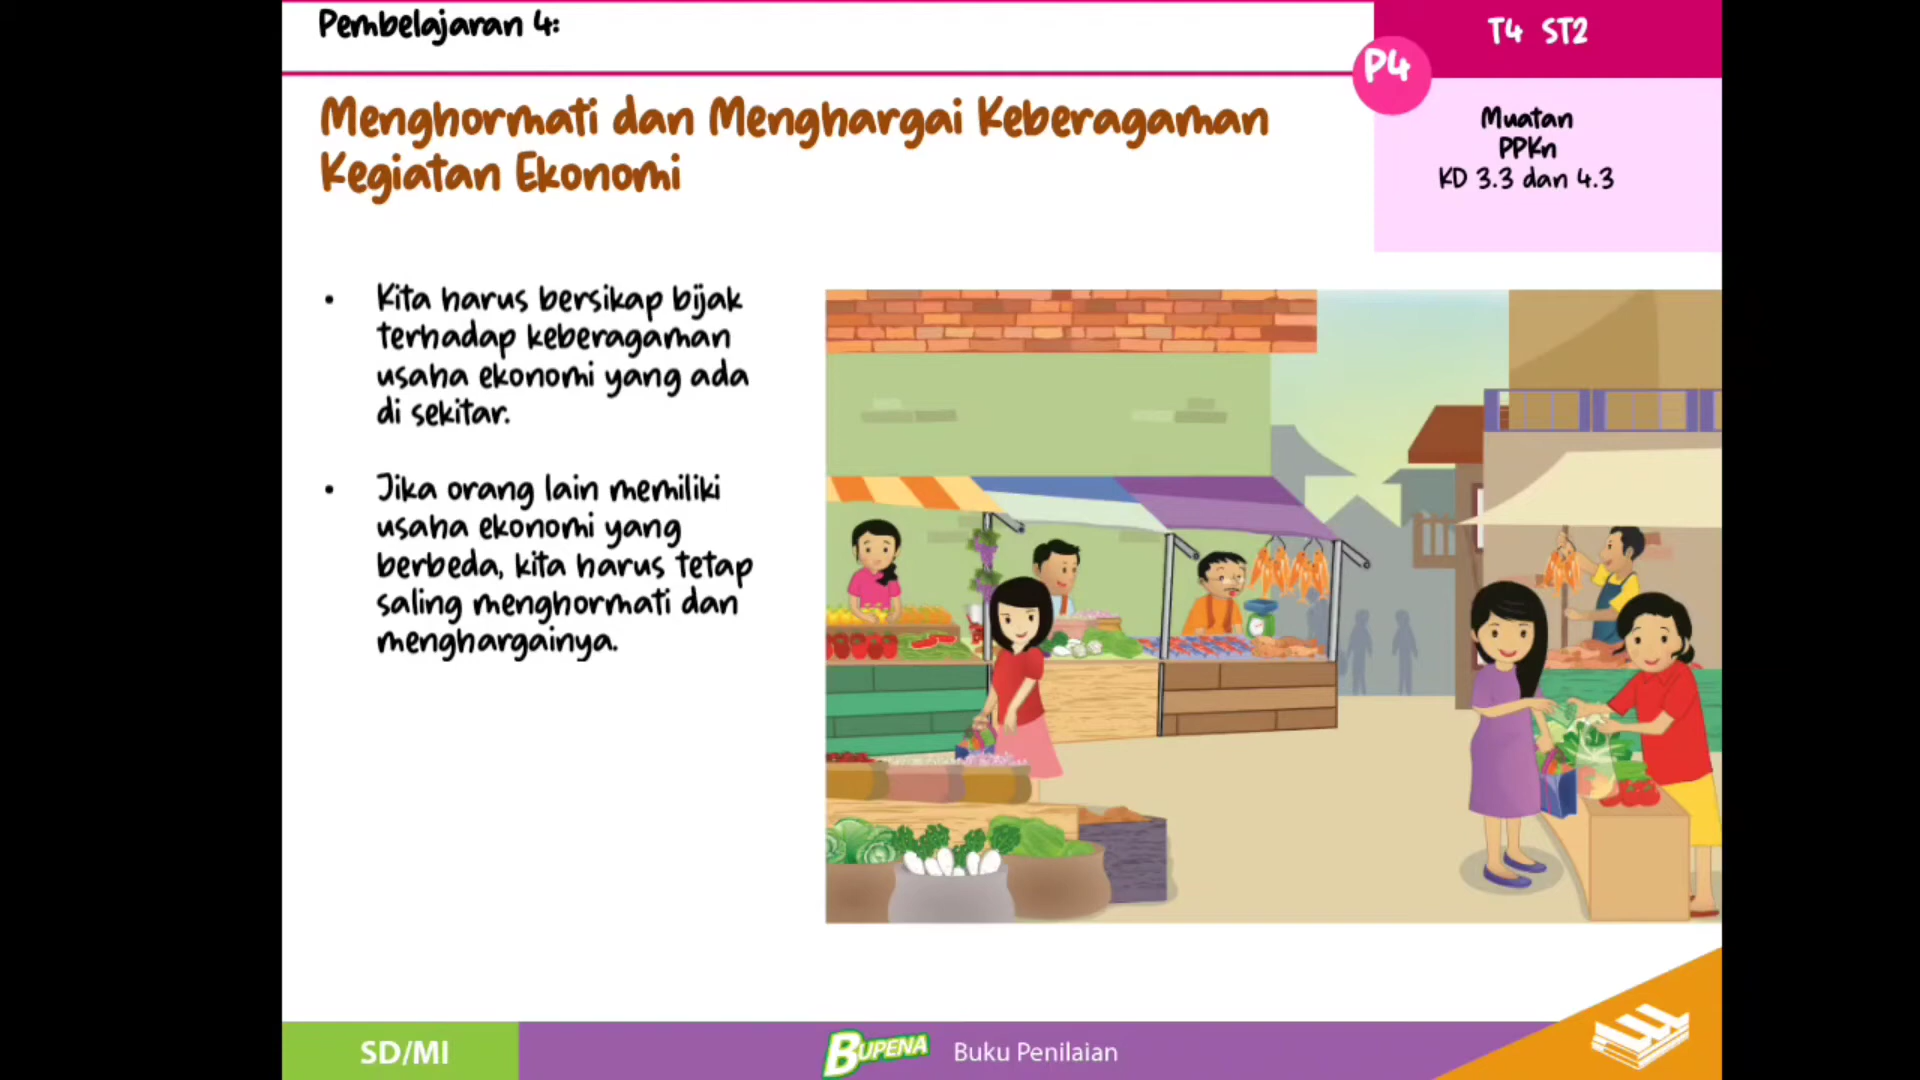 Pembelajaran 4:
T4 ST2
P4
Menghormati dan Menghargai Keberagaman
Kegiatan Ekonomi
Muatan
PPKn
KD 3.3 dan 4.3
• Kita harus bersikap bijak
terhadap keberagaman
usaha ekonomi yang ada
di sekitar.
• Jika orang lain memiliki
usaha ekonomi yang
berbeda, kita harus tetap
saling menghormati dan
menghargainya.
SD/MI
BUPENA
Buku Penilaian